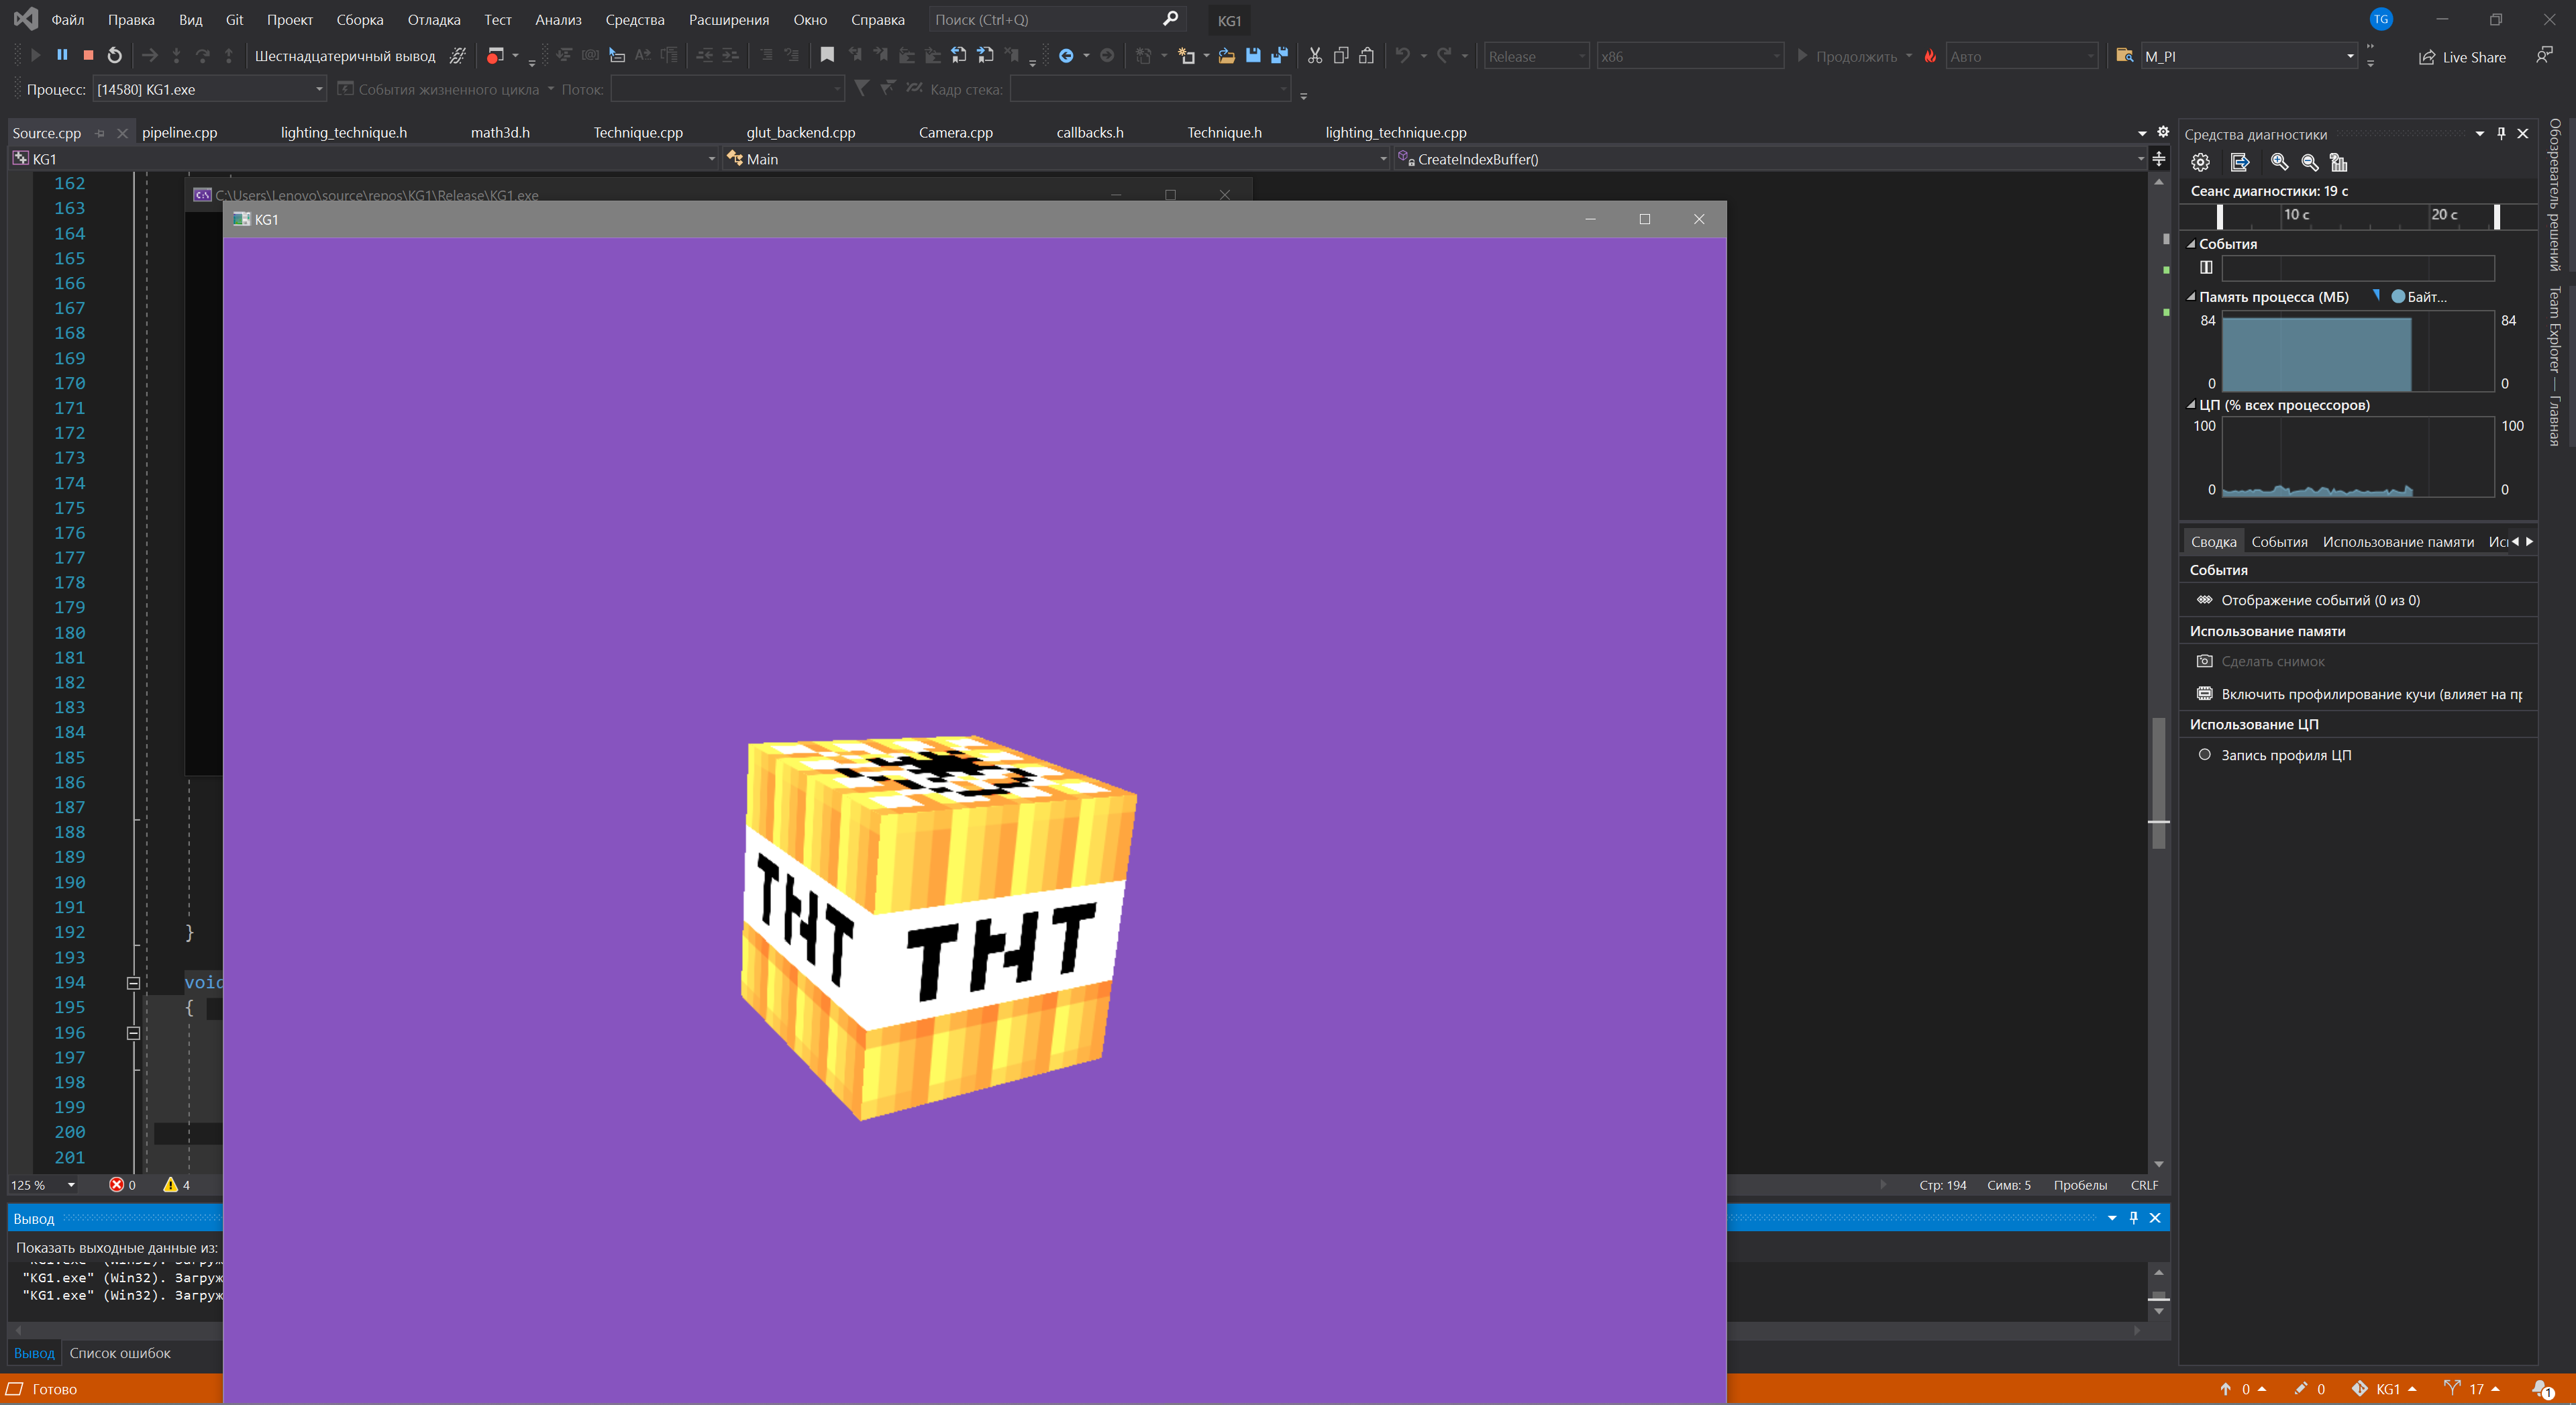 Файл Правка Вид Git Проект Сборка Отладка Тест Анализ Средства Расширения Окно Справка Поиск (Ctrl+Q) KG1 TG
Шестнадцатеричный вывод Release x86 Продолжить Авто M_PI Live Share
Процесс: [14580] KG1.exe События жизненного цикла Поток: Кадр стека:
Source.cpp pipeline.cpp lighting_technique.h math3d.h Technique.cpp glut_backend.cpp Camera.cpp callbacks.h Technique.h lighting_technique.cpp
KG1 Main CreateIndexBuffer()
C:\Users\Lenovo\source\repos\KG1\Release\KG1.exe
KG1
162
163
164
165
166
167
168
169
170
171
172
173
174
175
176
177
178
179
180
181
182
183
184
185
186
187
188
189
190
191
192 }
193
194 void
195 {
196
197
198
199
200
201
THT THT
125 % 0 4 Стр: 194 Симв: 5 Пробелы CRLF
Вывод
Показать выходные данные из:
"KG1.exe" (Win32). Загруж
"KG1.exe" (Win32). Загруж
"KG1.exe" (Win32). Загруж
Вывод Список ошибок
Готово 0 0 KG1 17 1
Средства диагностики
Сеанс диагностики: 19 с
10 с 20 с
События
Память процесса (МБ) Байт...
84 84
0 0
ЦП (% всех процессоров)
100 100
0 0
Сводка События Использование памяти Ис
События
Отображение событий (0 из 0)
Использование памяти
Сделать снимок
Включить профилирование кучи (влияет на пр
Использование ЦП
Запись профиля ЦП
Обозреватель решений
Team Explorer — Главная